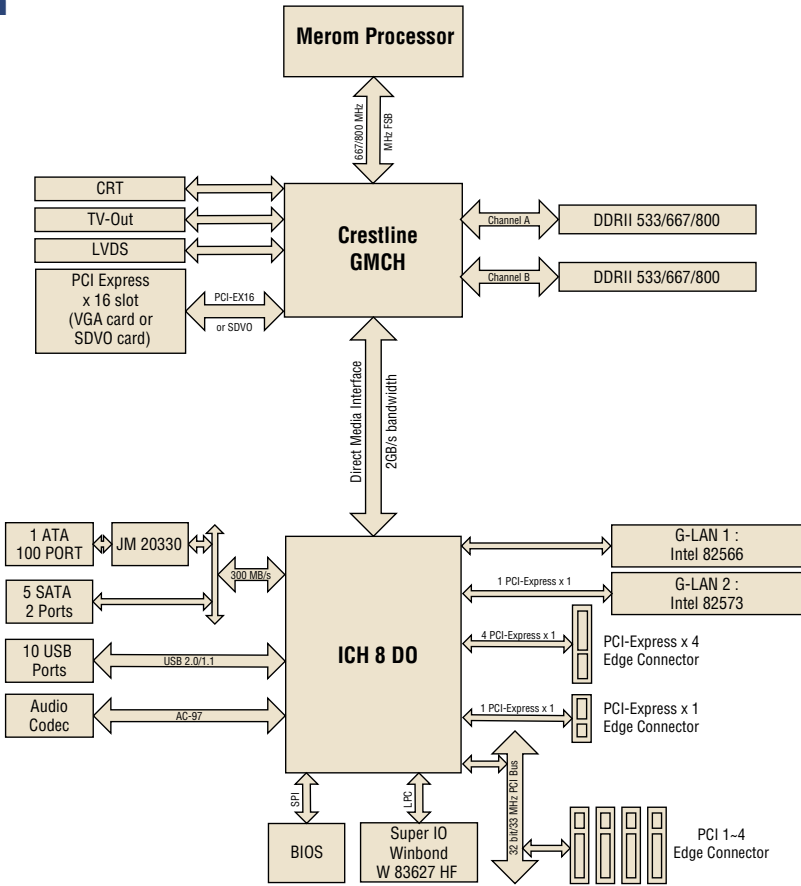 Merom Processor
667/800 MHz
MHz FSB
CRT
TV-Out
LVDS
PCI Express
x 16 slot
(VGA card or
SDVO card)
PCI-EX16
or SDVO
Crestline
GMCH
Channel A
DDRII 533/667/800
Channel B
DDRII 533/667/800
Direct Media Interface
2GB/s bandwidth
1 ATA
100 PORT
JM 20330
5 SATA
2 Ports
300 MB/s
10 USB
Ports
USB 2.0/1.1
Audio
Codec
AC-97
ICH 8 DO
G-LAN 1 :
Intel 82566
1 PCI-Express x 1
G-LAN 2 :
Intel 82573
4 PCI-Express x 1
PCI-Express x 4
Edge Connector
1 PCI-Express x 1
PCI-Express x 1
Edge Connector
SPI
BIOS
LPC
Super IO
Winbond
W 83627 HF
32 bit/33 MHz PCI Bus
PCI 1~4
Edge Connector